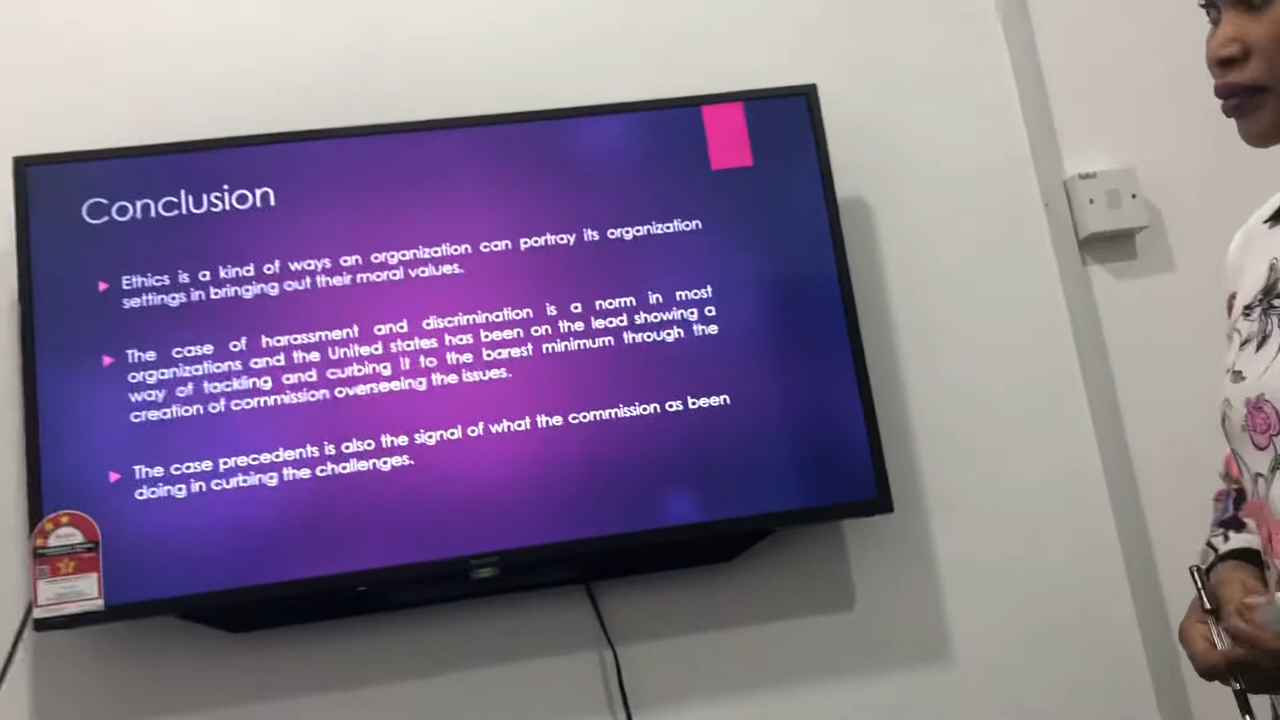 Conclusion
Ethics is a kind of ways an organization can portray its organization
settings in bringing out their moral values.
The case of harassment and discrimination is a norm in most
organizations and the United states has been on the lead showing a
way of tackling and curbing it to the barest minimum through the
creation of commission overseeing the issues.
The case precedents is also the signal of what the commission as been
doing in curbing the challenges.